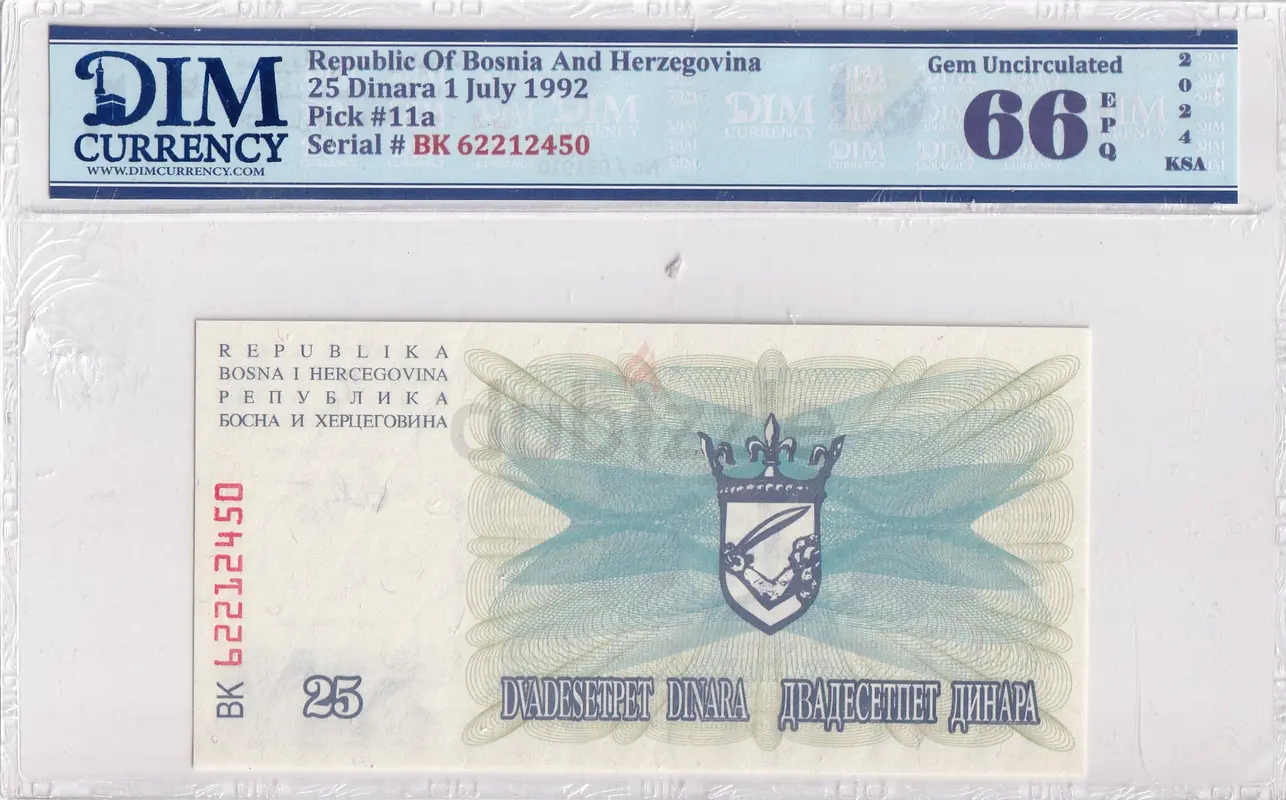 DIM
CURRENCY
WWW.DIMCURRENCY.COM
Republic Of Bosnia And Herzegovina
25 Dinara 1 July 1992
Pick #11a
Serial # BK 62212450
Gem Uncirculated
66
EPQ
2024
KSA
REPUBLIKA
BOSNA I HERCEGOVINA
РЕПУБЛИКА
БОСНА И ХЕРЦЕГОВИНА
dubizzle
BK 62212450
25
DVADESETPET DINARA
ДВАДЕСЕТПЕТ ДИНАРА